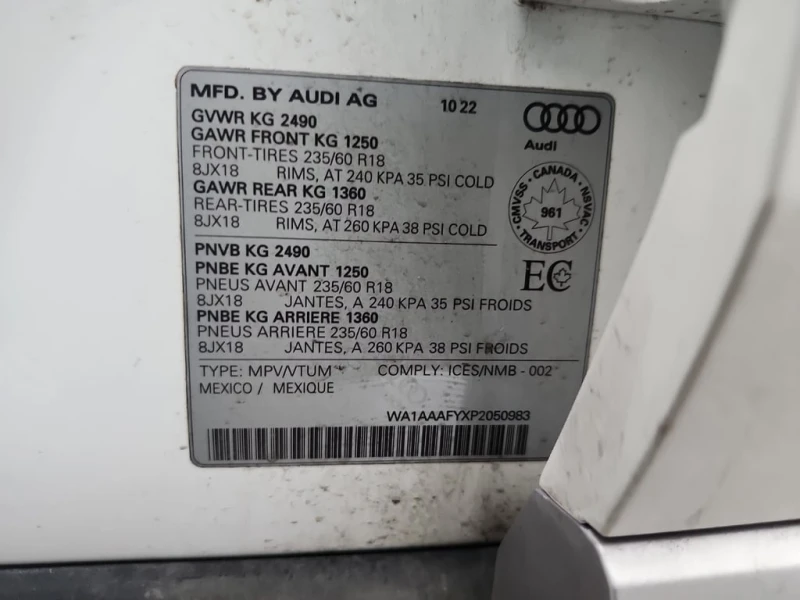 MFD. BY AUDI AG 10 22
GVWR KG 2490
GAWR FRONT KG 1250
FRONT-TIRES 235/60 R18
8JX18 RIMS, AT 240 KPA 35 PSI COLD
GAWR REAR KG 1360
REAR-TIRES 235/60 R18
8JX18 RIMS, AT 260 KPA 38 PSI COLD
Audi
CMVSS • CANADA • NSVAC • TRANSPORT •
961
PNVB KG 2490
PNBE KG AVANT 1250
PNEUS AVANT 235/60 R18
8JX18 JANTES, A 240 KPA 35 PSI FROIDS
PNBE KG ARRIERE 1360
PNEUS ARRIERE 235/60 R18
8JX18 JANTES, A 260 KPA 38 PSI FROIDS
EC
TYPE: MPV/VTUM COMPLY: ICES/NMB - 002
MEXICO / MEXIQUE
WA1AAAFYXP2050983